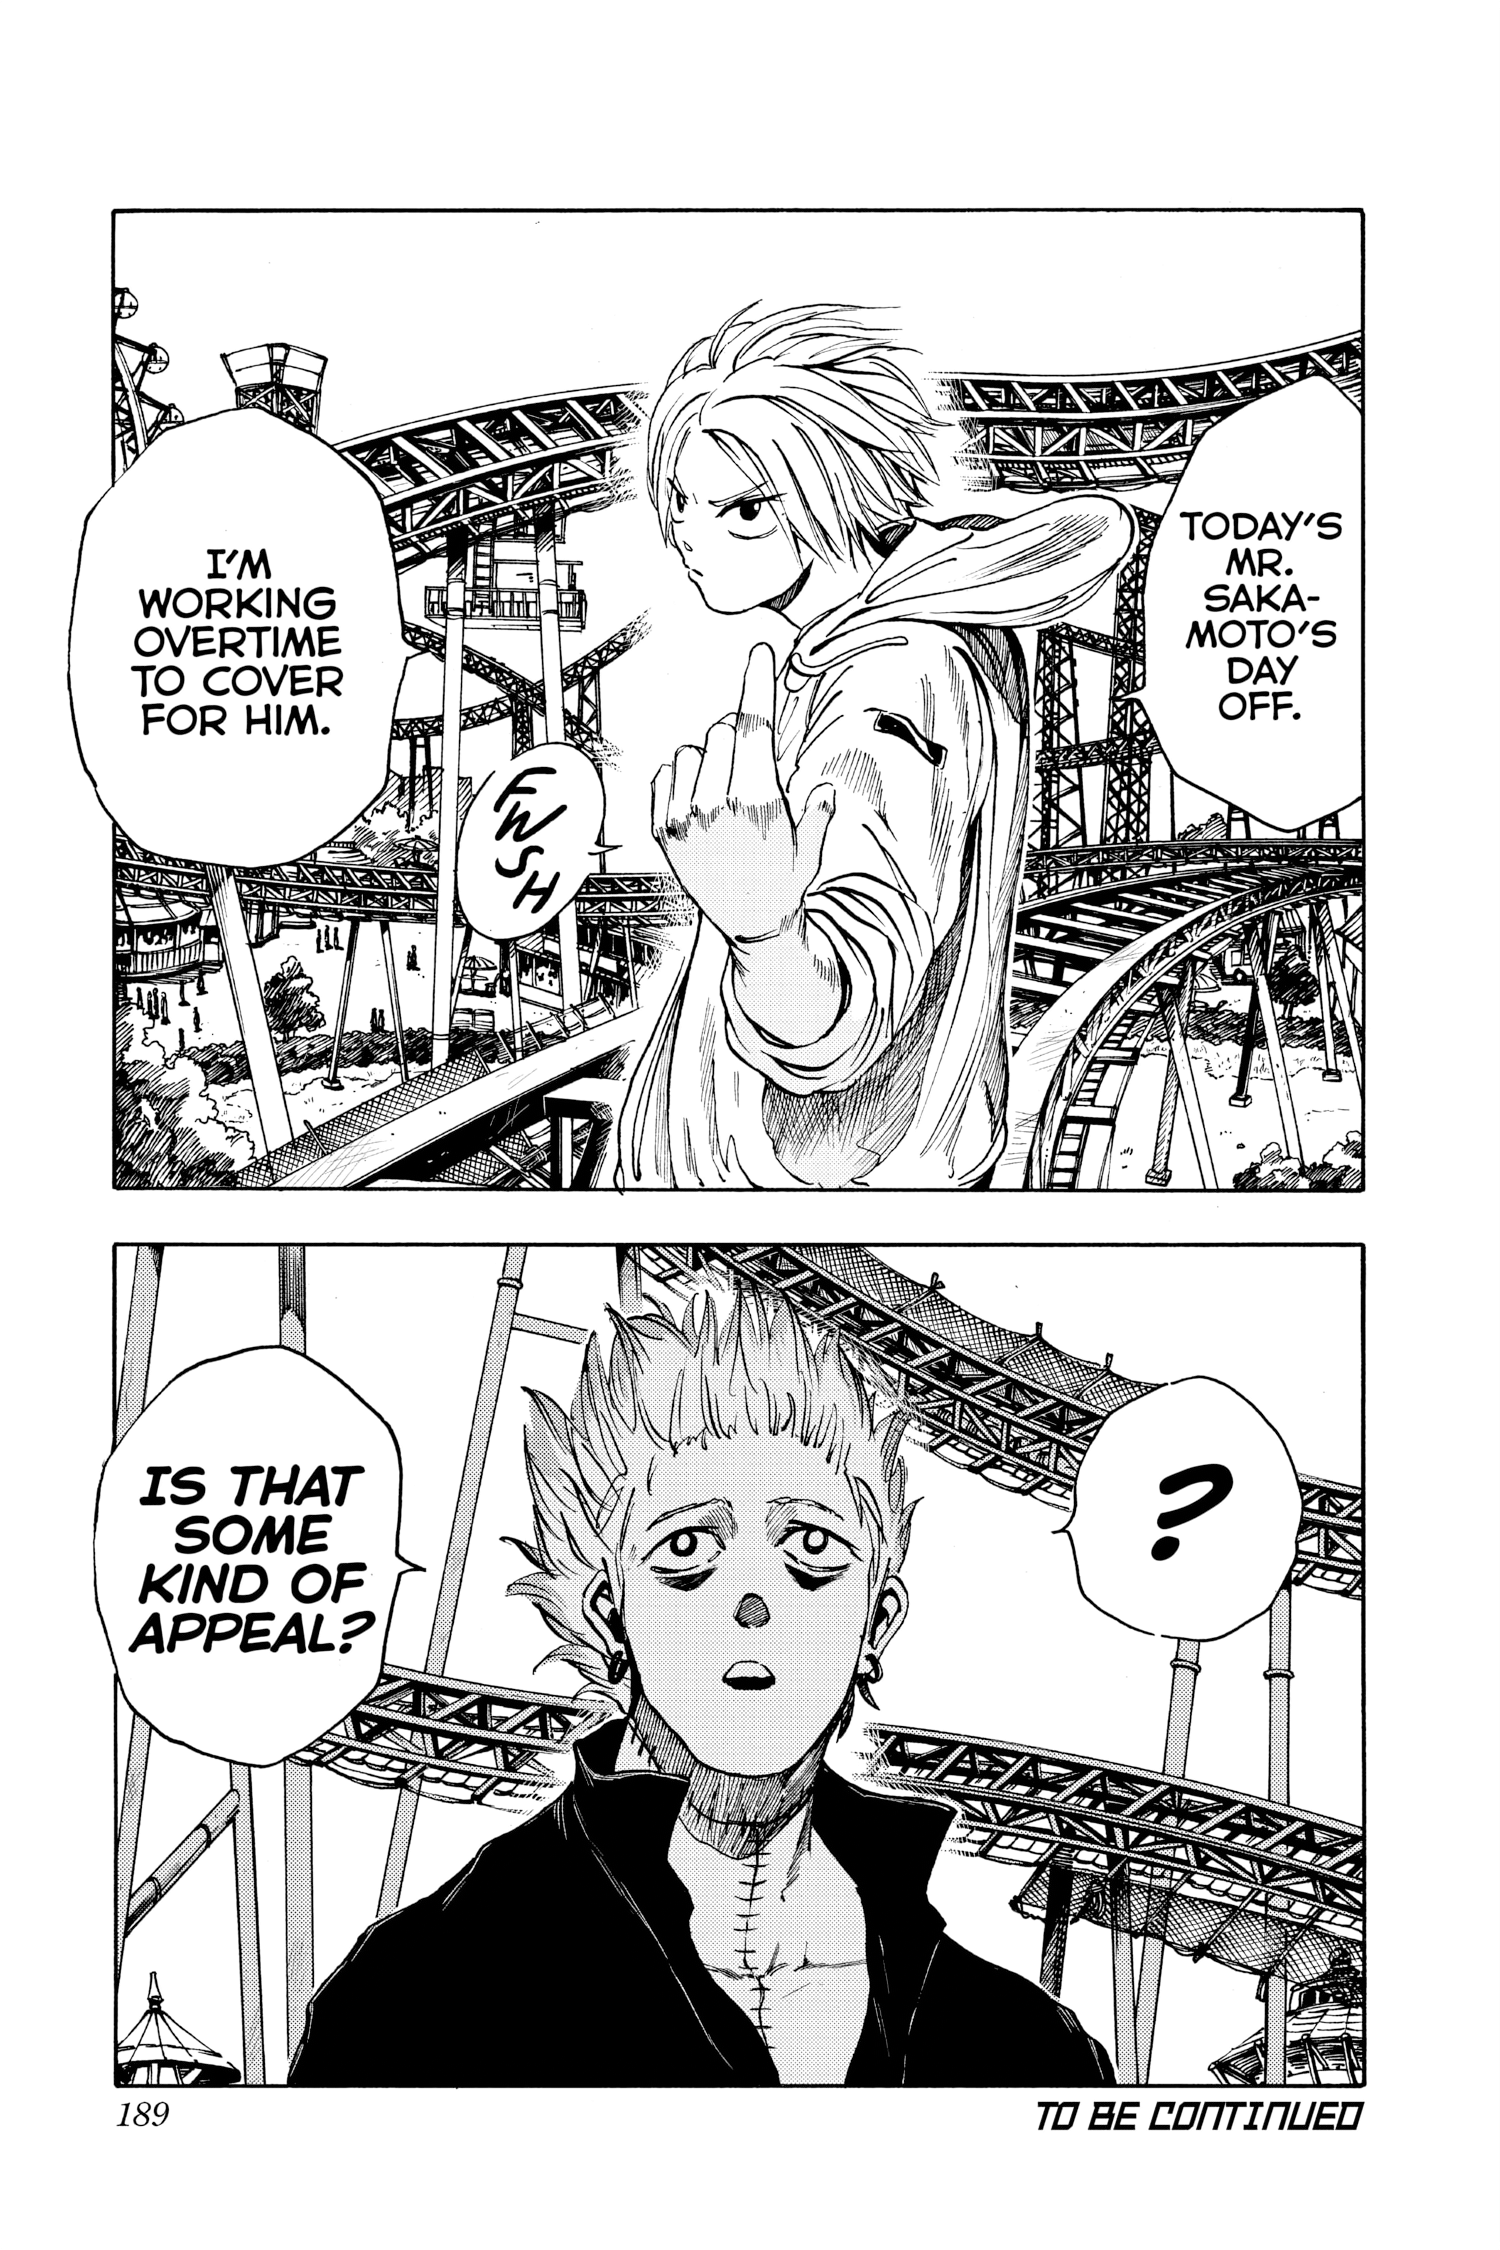 TODAY'S
MR.
SAKA-
MOTO'S
DAY
OFF.
I'M
WORKING
OVERTIME
TO COVER
FOR HIM.
FWSH
?
IS THAT
SOME
KIND OF
APPEAL?
189
TO BE CONTINUED